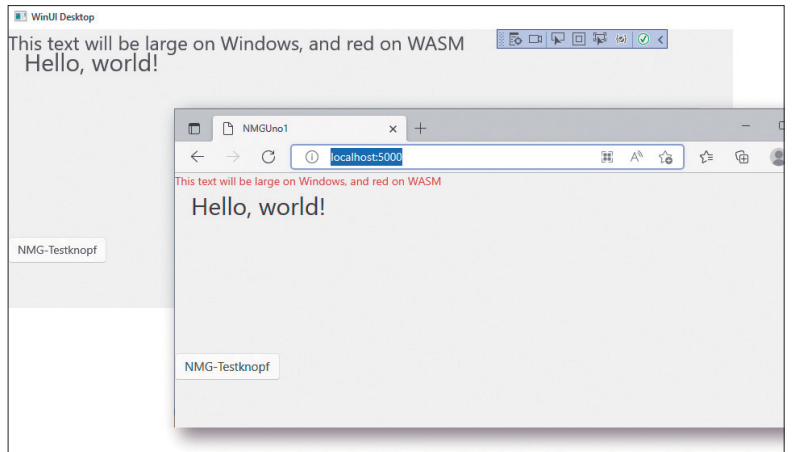 WinUI Desktop
This text will be large on Windows, and red on WASM
Hello, world!
NMG-Testknopf
NMGUno1
localhost:5000
This text will be large on Windows, and red on WASM
Hello, world!
NMG-Testknopf